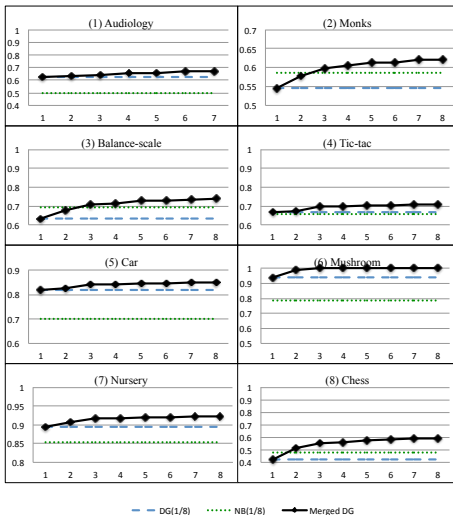 (1) Audiology
1
0.9
0.8
0.7
0.6
0.5
0.4
1 2 3 4 5 6 7
(2) Monks
0.7
0.65
0.6
0.55
0.5
1 2 3 4 5 6 7 8
(3) Balance-scale
1
0.9
0.8
0.7
0.6
1 2 3 4 5 6 7 8
(4) Tic-tac
1
0.9
0.8
0.7
0.6
1 2 3 4 5 6 7 8
(5) Car
0.9
0.8
0.7
0.6
1 2 3 4 5 6 7 8
(6) Mushroom
1
0.9
0.8
0.7
0.6
0.5
1 2 3 4 5 6 7 8
(7) Nursery
1
0.95
0.9
0.85
0.8
1 2 3 4 5 6 7 8
(8) Chess
1
0.9
0.8
0.7
0.6
0.5
0.4
1 2 3 4 5 6 7 8
DG(1/8) NB(1/8) Merged DG